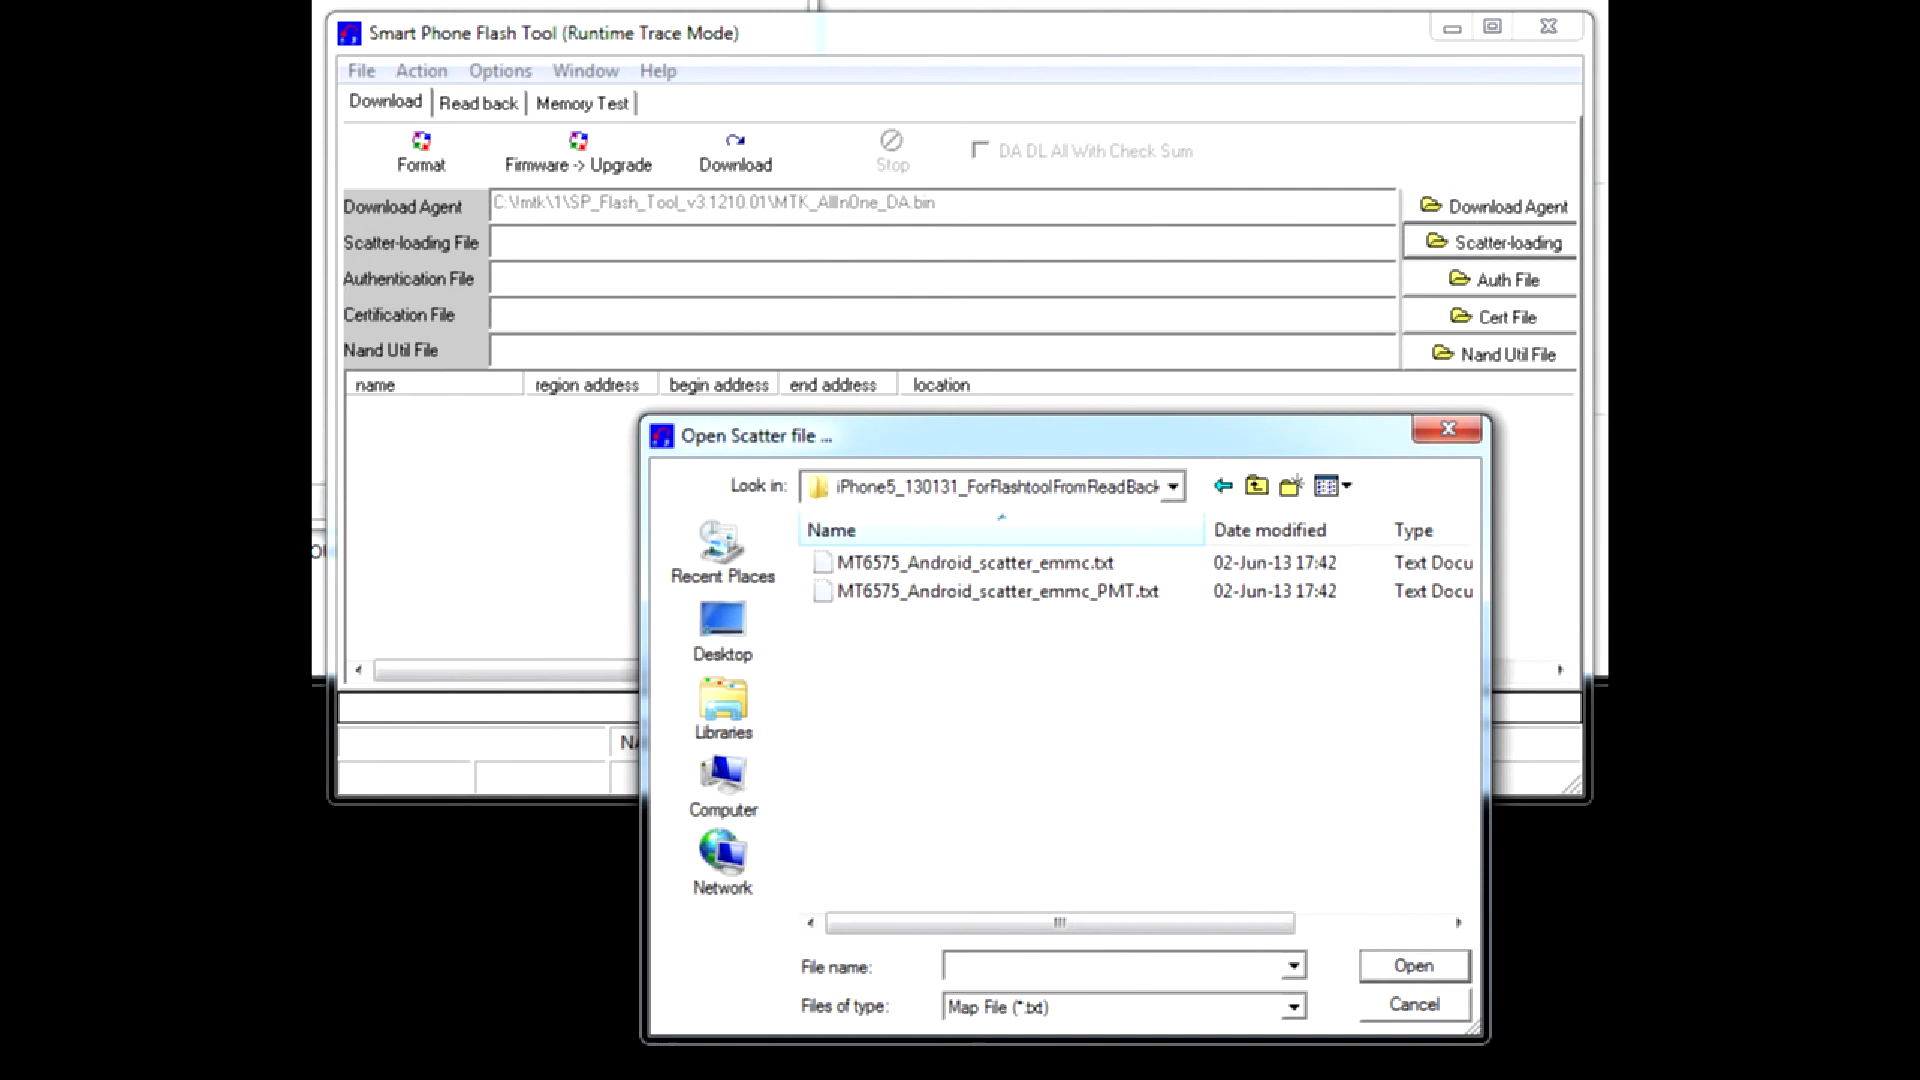 Smart Phone Flash Tool (Runtime Trace Mode)
File Action Options Window Help
Download Read back Memory Test
Format Firmware -> Upgrade Download Stop DA DL All With Check Sum
Download Agent C:\!mtk\1\SP_Flash_Tool_v3.1210.01\MTK_AllInOne_DA.bin Download Agent
Scatter-loading File Scatter-loading
Authentication File Auth File
Certification File Cert File
Nand Util File Nand Util File
name region address begin address end address location
Open Scatter file ...
Look in: iPhone5_130131_ForFlashtoolFromReadBack
Name Date modified Type
MT6575_Android_scatter_emmc.txt 02-Jun-13 17:42 Text Docu
MT6575_Android_scatter_emmc_PMT.txt 02-Jun-13 17:42 Text Docu
Recent Places
Desktop
Libraries
Computer
Network
File name: Open
Files of type: Map File (*.txt) Cancel